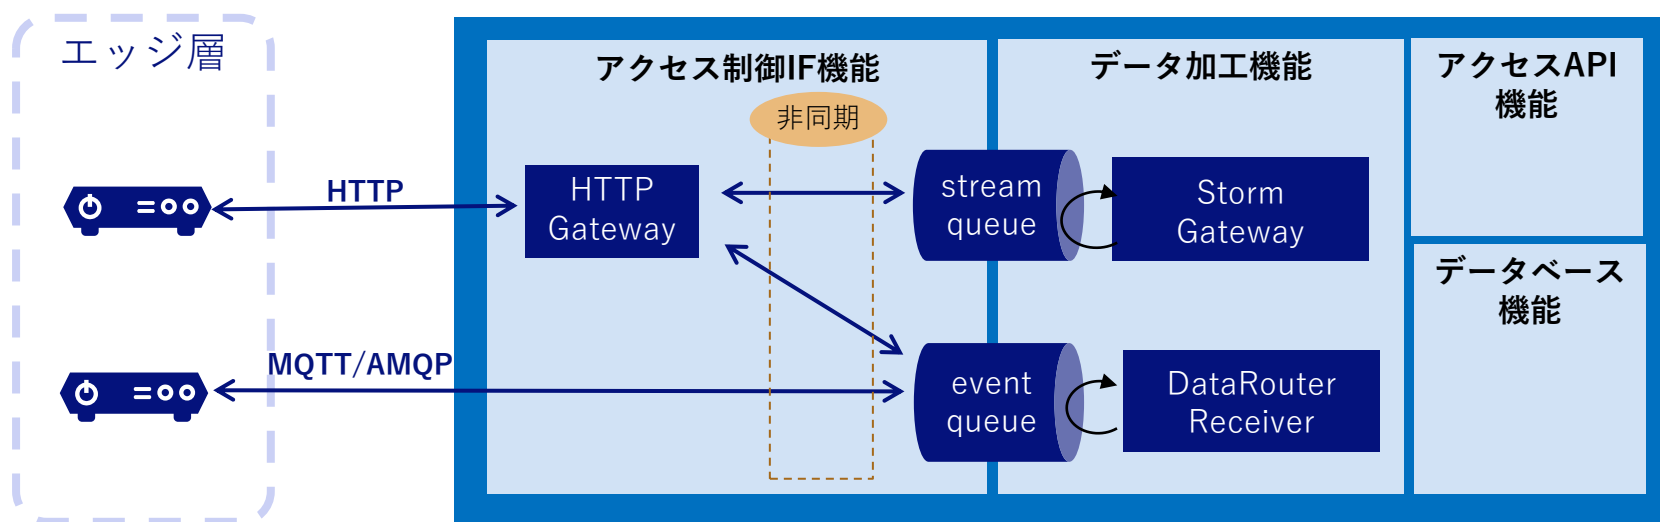 エッジ層
アクセス制御IF機能
データ加工機能
アクセスAPI
機能
非同期
HTTP
HTTP
Gateway
stream
queue
Storm
Gateway
データベース
機能
MQTT/AMQP
event
queue
DataRouter
Receiver